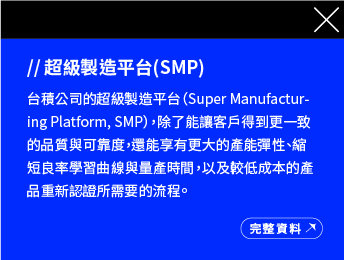 // 超級製造平台(SMP)
台積公司的超級製造平台(Super Manufactur-
ing Platform, SMP),除了能讓客戶得到更一致
的品質與可靠度,還能享有更大的產能彈性、縮
短良率學習曲線與量產時間,以及較低成本的產
品重新認證所需要的流程。
完整資料